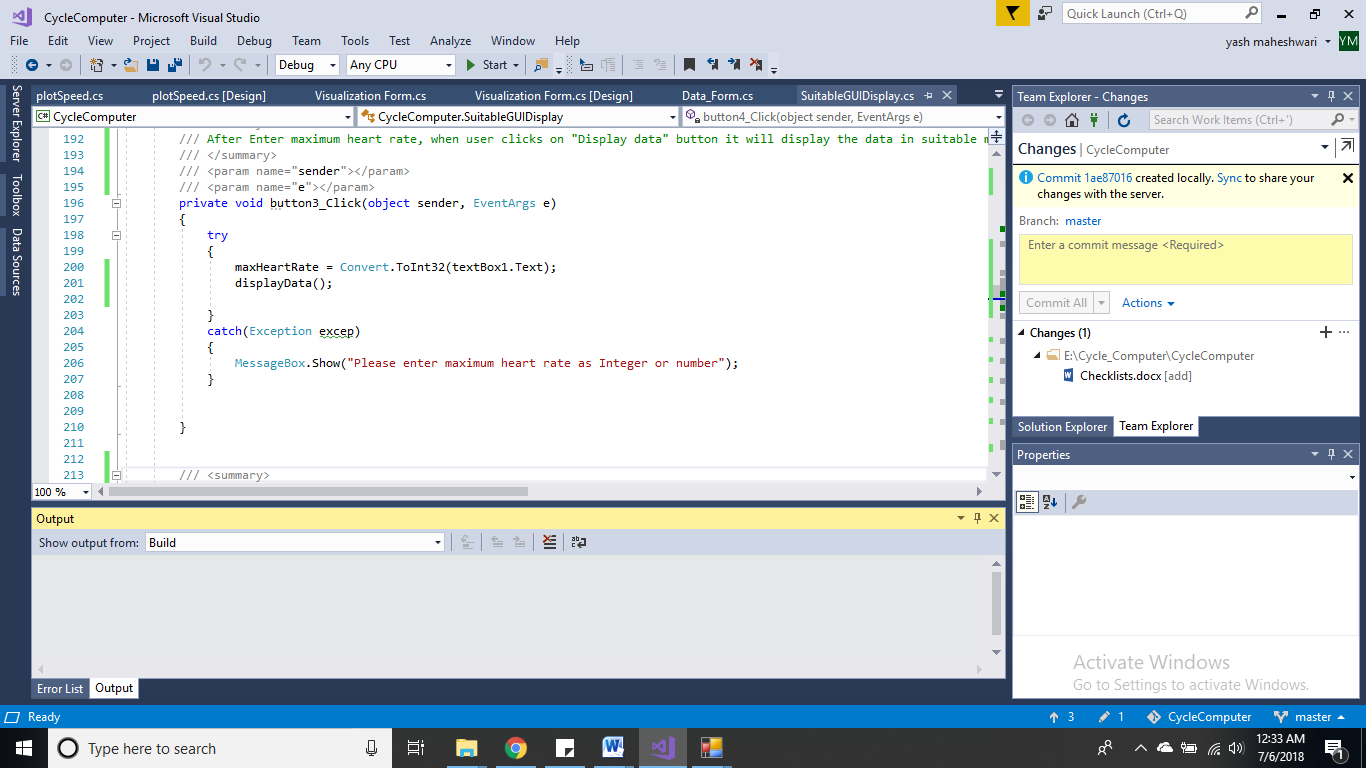 CycleComputer - Microsoft Visual Studio
Quick Launch (Ctrl+Q)
File Edit View Project Build Debug Team Tools Test Analyze Window Help
yash maheshwari YM
Debug Any CPU Start
Server Explorer
Toolbox
Data Sources
plotSpeed.cs plotSpeed.cs [Design] Visualization Form.cs Visualization Form.cs [Design] Data_Form.cs SuitableGUIDisplay.cs
CycleComputer CycleComputer.SuitableGUIDisplay button4_Click(object sender, EventArgs e)
192 /// After Enter maximum heart rate, when user clicks on "Display data" button it will display the data in suitable m
193 /// </summary>
194 /// <param name="sender"></param>
195 /// <param name="e"></param>
196 private void button3_Click(object sender, EventArgs e)
197 {
198 try
199 {
200 maxHeartRate = Convert.ToInt32(textBox1.Text);
201 displayData();
202
203 }
204 catch(Exception excep)
205 {
206 MessageBox.Show("Please enter maximum heart rate as Integer or number");
207 }
208
209
210 }
211
212
213 /// <summary>
100 %
Output
Show output from: Build
Error List Output
Team Explorer - Changes
Search Work Items (Ctrl+')
Changes | CycleComputer
Commit 1ae87016 created locally. Sync to share your
changes with the server.
Branch: master
Enter a commit message <Required>
Commit All Actions
Changes (1)
E:\Cycle_Computer\CycleComputer
Checklists.docx [add]
Solution Explorer Team Explorer
Properties
Activate Windows
Go to Settings to activate Windows.
Ready 3 1 CycleComputer master
Type here to search
12:33 AM
7/6/2018
1